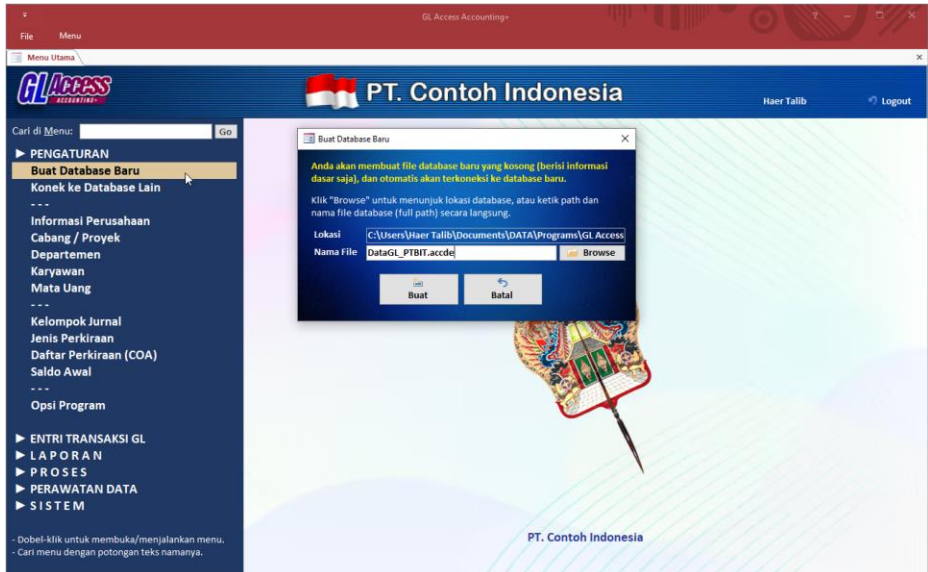 GL Access Accounting+
File Menu
Menu Utama
GL Access
ACCOUNTING+
PT. Contoh Indonesia
Haer Talib
Logout
Cari di Menu:
Go
PENGATURAN
Buat Database Baru
Konek ke Database Lain
- - -
Informasi Perusahaan
Cabang / Proyek
Departemen
Karyawan
Mata Uang
- - -
Kelompok Jurnal
Jenis Perkiraan
Daftar Perkiraan (COA)
Saldo Awal
- - -
Opsi Program
ENTRI TRANSAKSI GL
L A P O R A N
P R O S E S
PERAWATAN DATA
S I S T E M
- Dobel-klik untuk membuka/menjalankan menu.
- Cari menu dengan potongan teks namanya.
Buat Database Baru
Anda akan membuat file database baru yang kosong (berisi informasi
dasar saja), dan otomatis akan terkoneksi ke database baru.
Klik "Browse" untuk menunjuk lokasi database, atau ketik path dan
nama file database (full path) secara langsung.
Lokasi C:\Users\Haer Talib\Documents\DATA\Programs\GL Access
Nama File DataGL_PTBIT.accde Browse
Buat Batal
PT. Contoh Indonesia